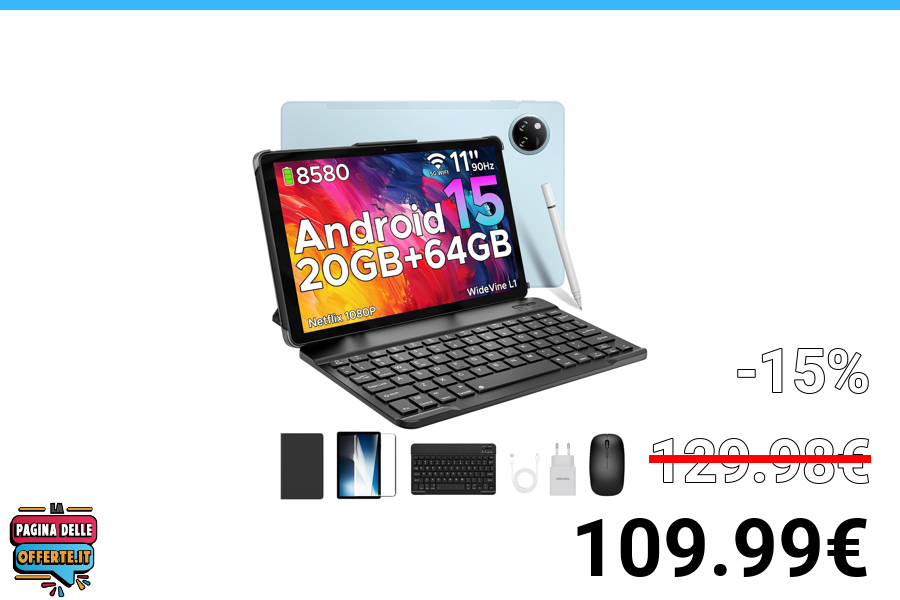 8580
5G WIFI
11"
90Hz
Android 15
20GB+64GB
WideVine L1
Netflix 1080P
-15%
129.98€
109.99€
LA
PAGINA DELLE
OFFERTE.IT